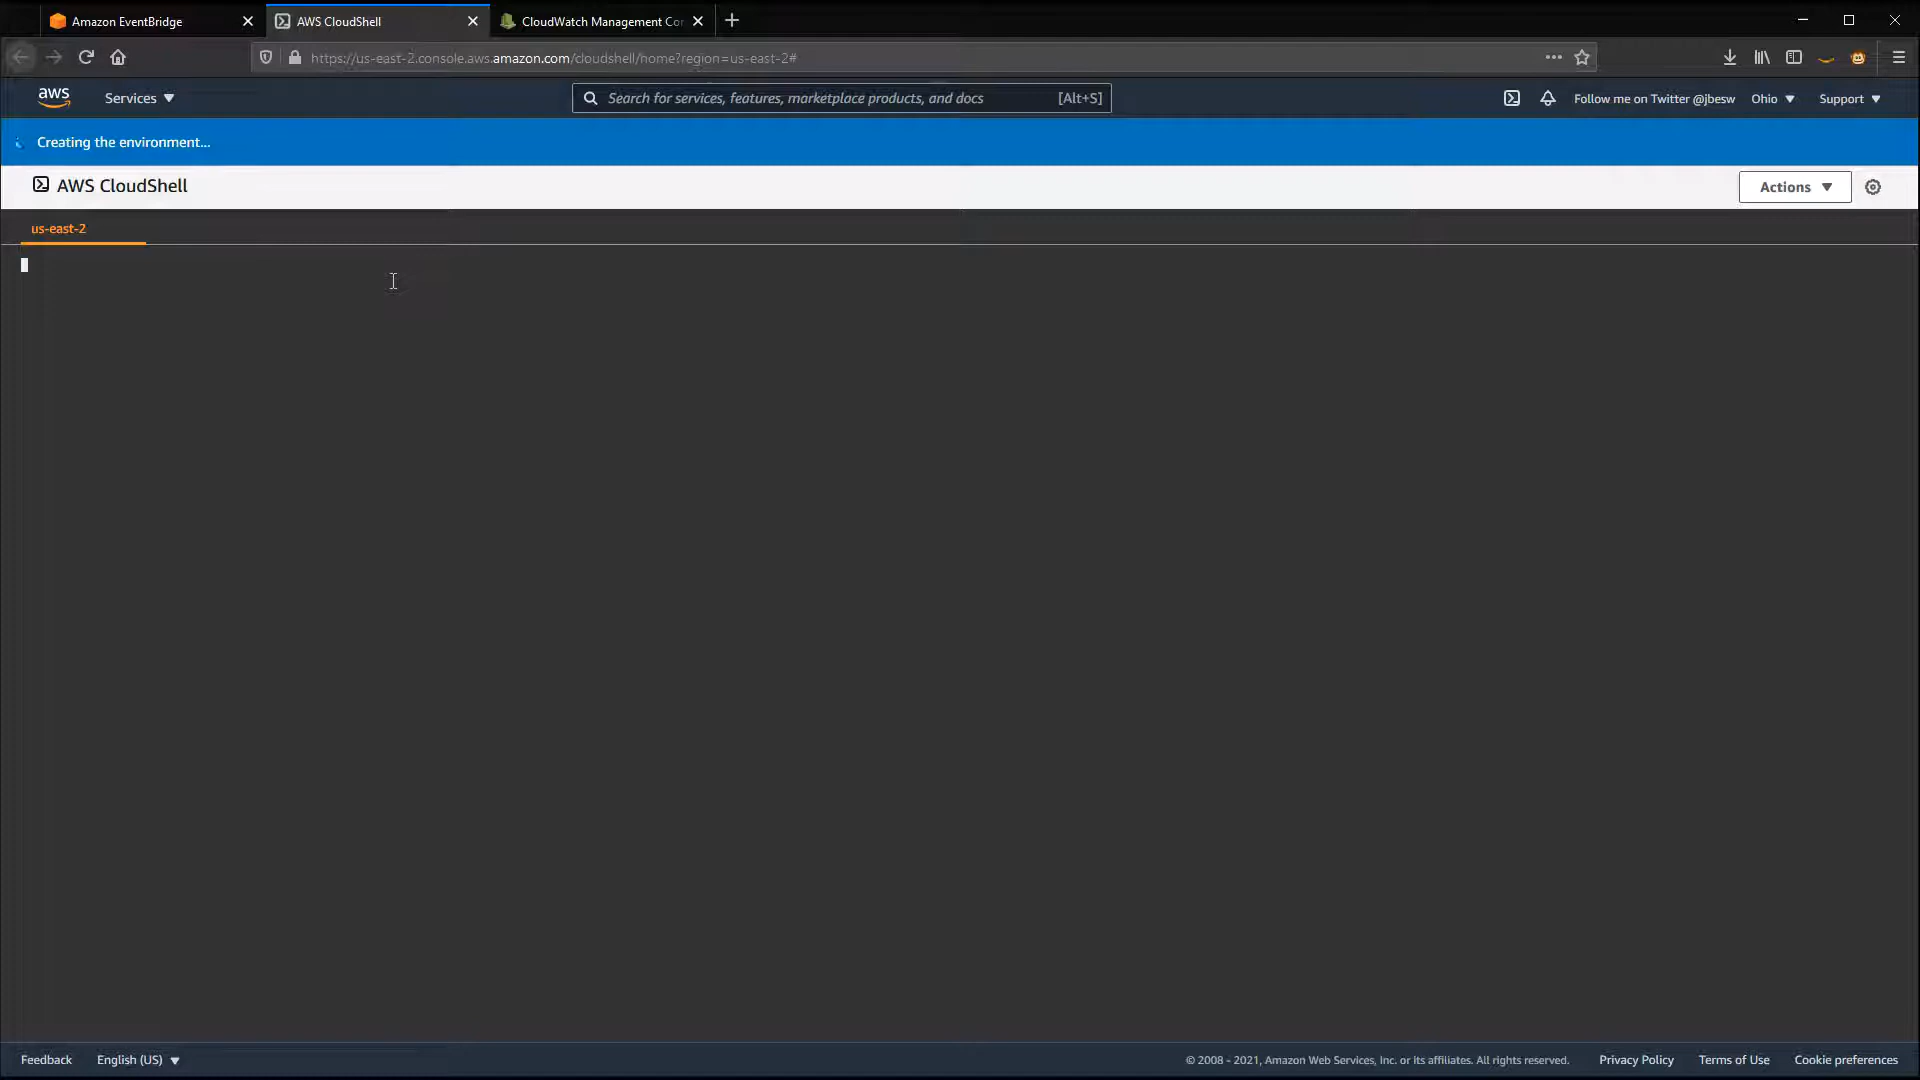 Amazon EventBridge
AWS CloudShell
CloudWatch Management Con
https://us-east-2.console.aws.amazon.com/cloudshell/home?region=us-east-2#
aws
Services
Search for services, features, marketplace products, and docs
[Alt+S]
Follow me on Twitter @jbesw
Ohio
Support
Creating the environment...
AWS CloudShell
Actions
us-east-2
Feedback
English (US)
© 2008 - 2021, Amazon Web Services, Inc. or its affiliates. All rights reserved.
Privacy Policy
Terms of Use
Cookie preferences